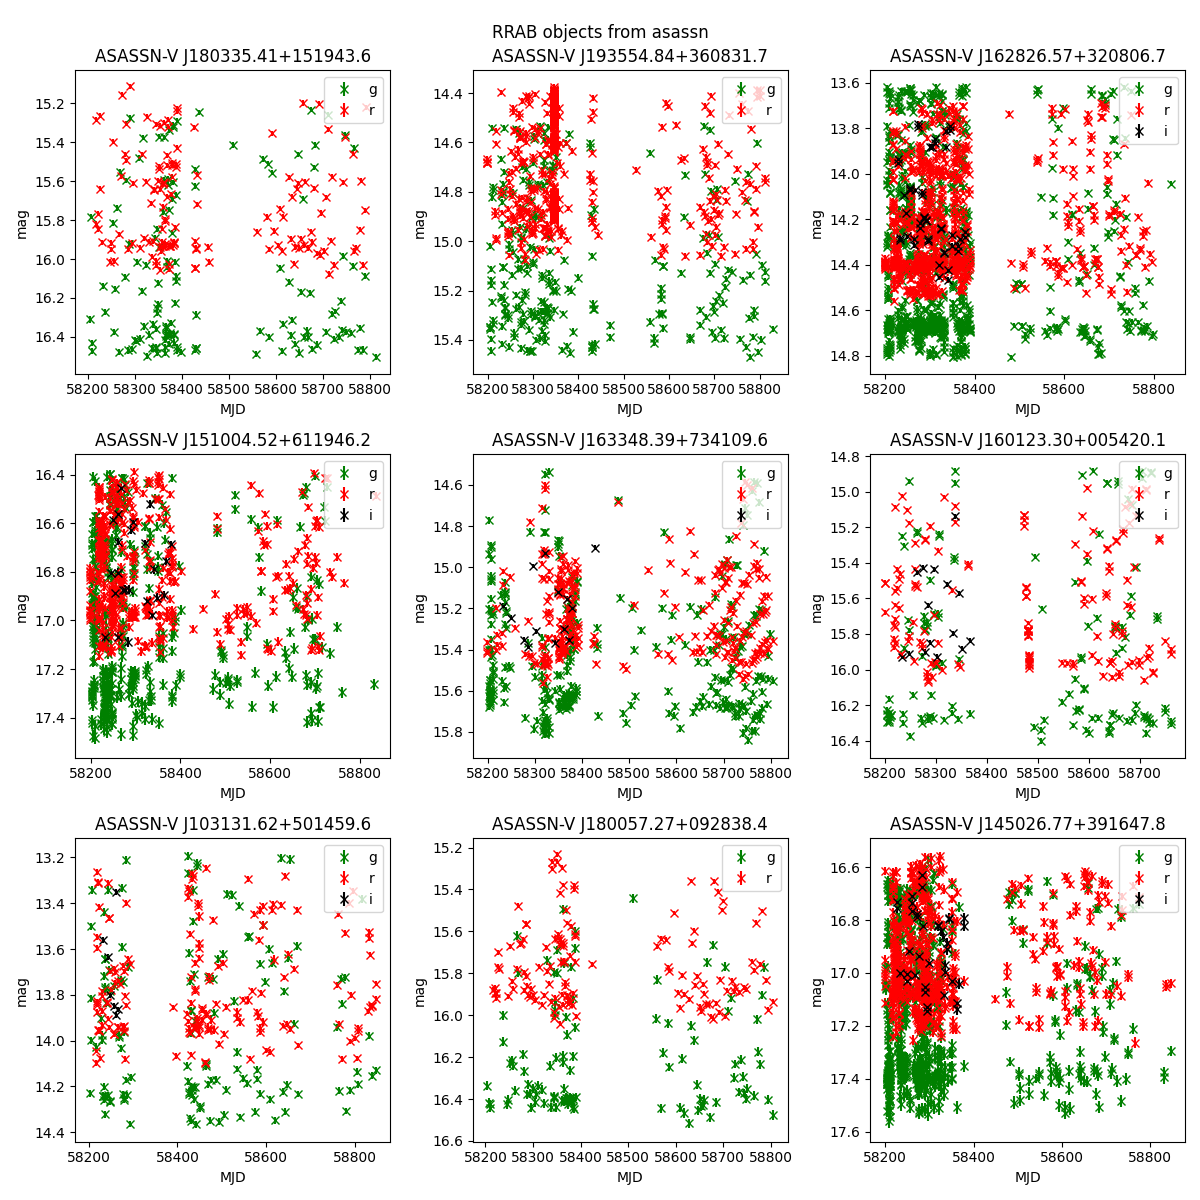 RRAB objects from asassn
ASASSN-V J180335.41+151943.6
g
r
15.2
15.4
15.6
15.8
16.0
16.2
16.4
mag
58200 58300 58400 58500 58600 58700 58800
MJD
ASASSN-V J193554.84+360831.7
g
r
14.4
14.6
14.8
15.0
15.2
15.4
mag
58200 58300 58400 58500 58600 58700 58800
MJD
ASASSN-V J162826.57+320806.7
g
r
i
13.6
13.8
14.0
14.2
14.4
14.6
14.8
mag
58200 58400 58600 58800
MJD
ASASSN-V J151004.52+611946.2
g
r
i
16.4
16.6
16.8
17.0
17.2
17.4
mag
58200 58400 58600 58800
MJD
ASASSN-V J163348.39+734109.6
g
r
i
14.6
14.8
15.0
15.2
15.4
15.6
15.8
mag
58200 58300 58400 58500 58600 58700 58800
MJD
ASASSN-V J160123.30+005420.1
g
r
i
14.8
15.0
15.2
15.4
15.6
15.8
16.0
16.2
16.4
mag
58200 58300 58400 58500 58600 58700
MJD
ASASSN-V J103131.62+501459.6
g
r
i
13.2
13.4
13.6
13.8
14.0
14.2
14.4
mag
58200 58400 58600 58800
MJD
ASASSN-V J180057.27+092838.4
g
r
15.2
15.4
15.6
15.8
16.0
16.2
16.4
16.6
mag
58200 58300 58400 58500 58600 58700 58800
MJD
ASASSN-V J145026.77+391647.8
g
r
i
16.6
16.8
17.0
17.2
17.4
17.6
mag
58200 58400 58600 58800
MJD